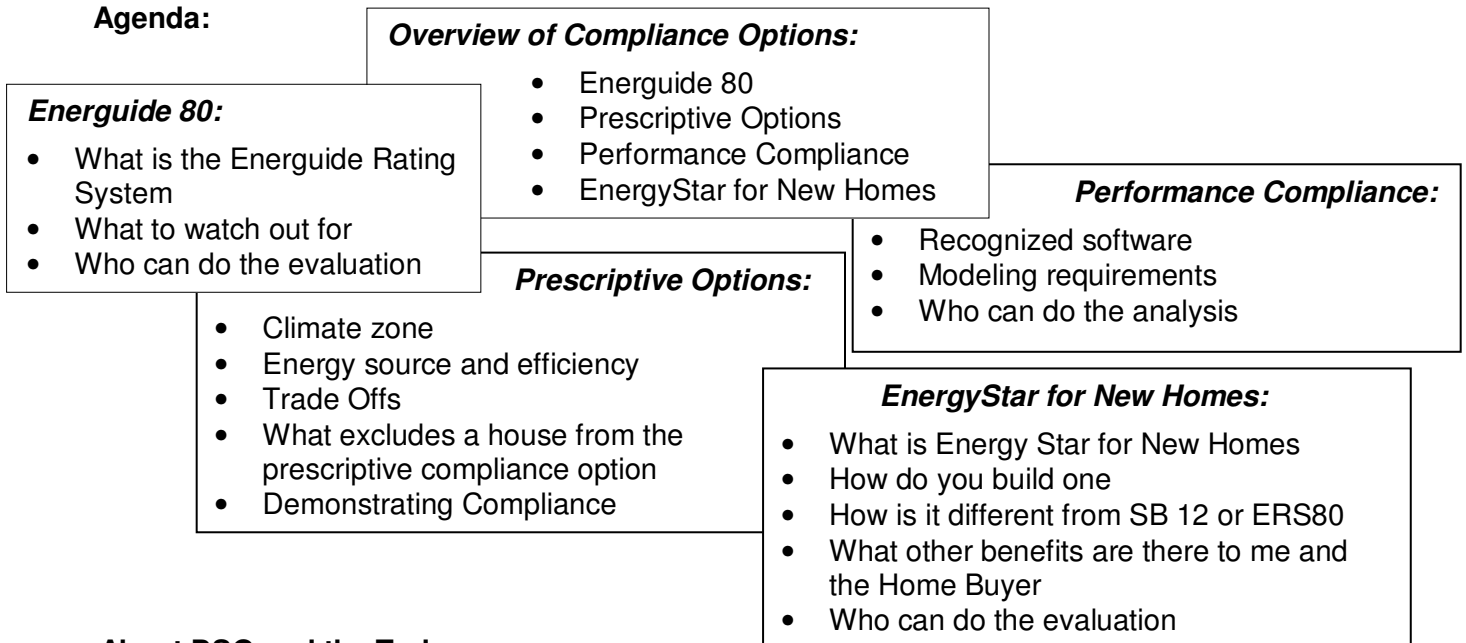 Agenda:
Overview of Compliance Options:
• Energuide 80
• Prescriptive Options
• Performance Compliance
• EnergyStar for New Homes
Energuide 80:
• What is the Energuide Rating
System
• What to watch out for
• Who can do the evaluation
Performance Compliance:
• Recognized software
• Modeling requirements
• Who can do the analysis
Prescriptive Options:
• Climate zone
• Energy source and efficiency
• Trade Offs
• What excludes a house from the
prescriptive compliance option
• Demonstrating Compliance
EnergyStar for New Homes:
• What is Energy Star for New Homes
• How do you build one
• How is it different from SB 12 or ERS80
• What other benefits are there to me and
the Home Buyer
• Who can do the evaluation